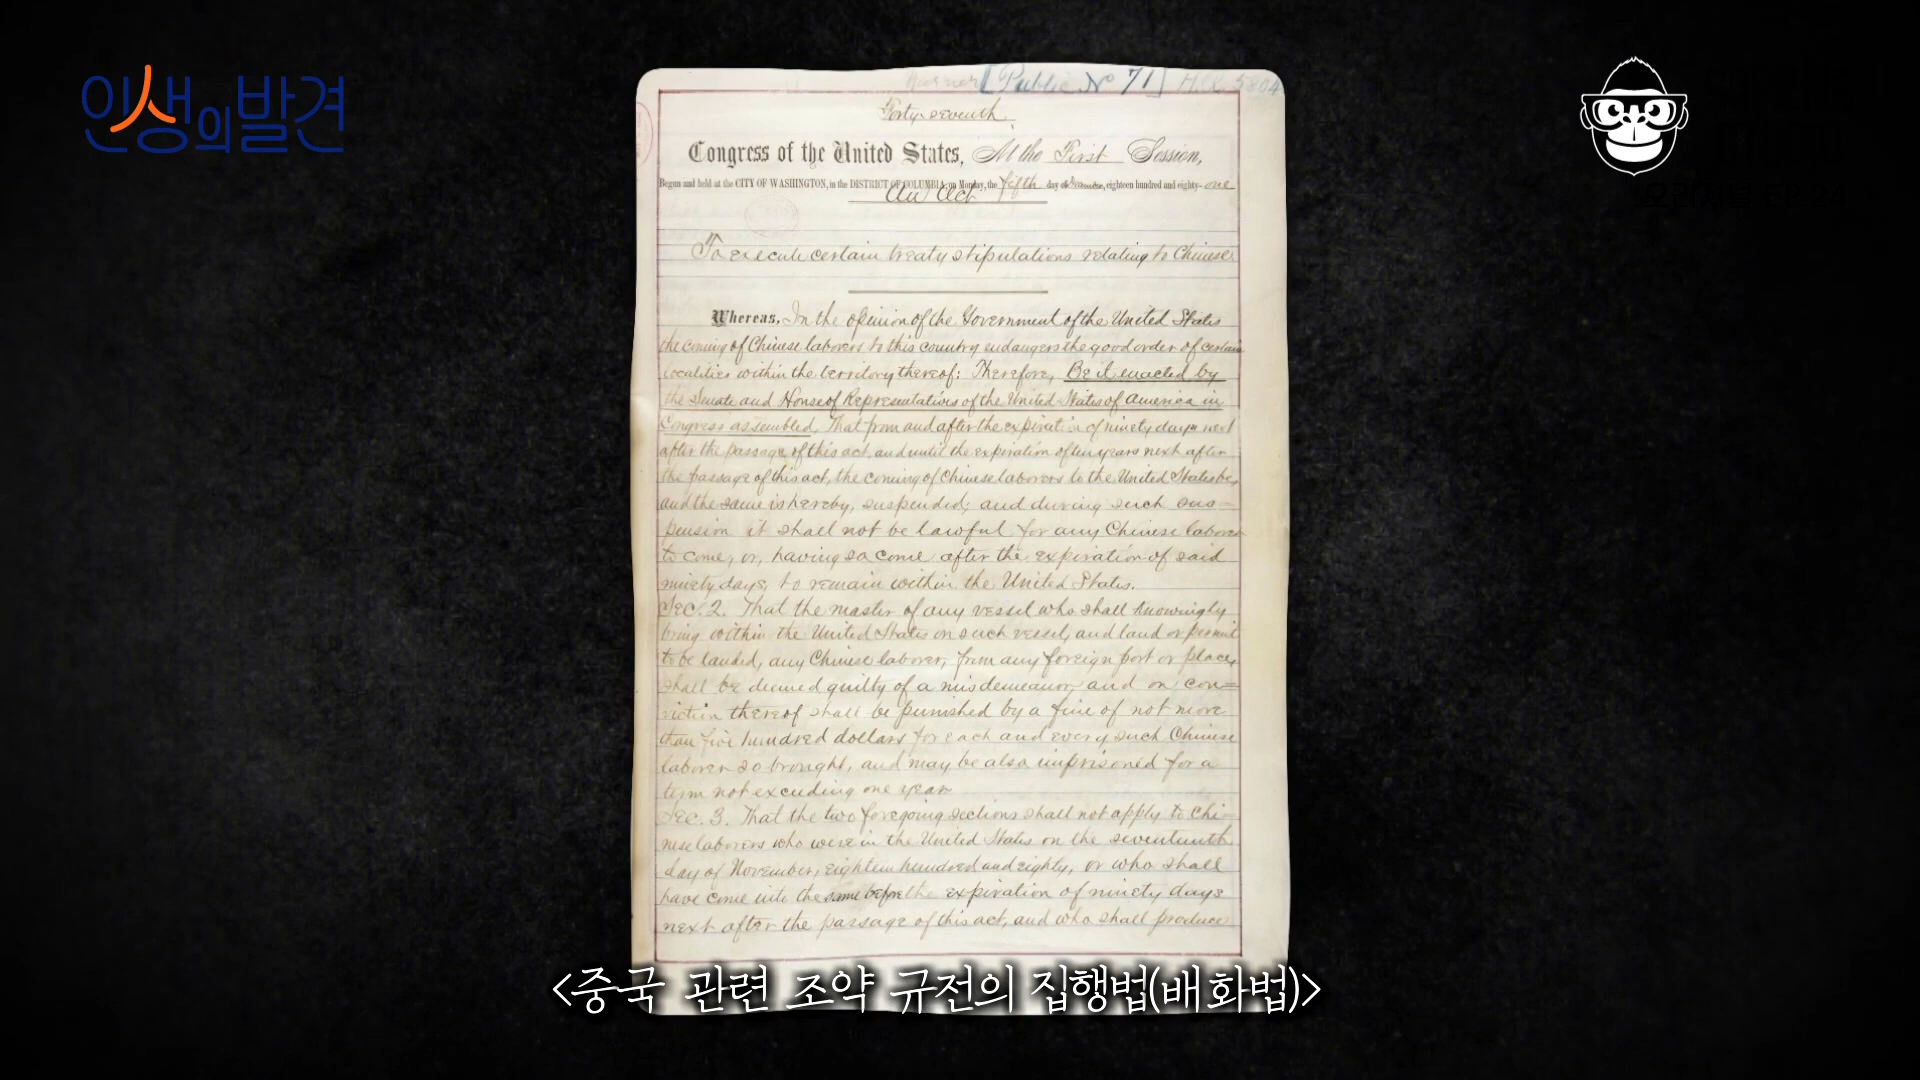 인생의발견
[Public. No 71] H.R. 5804
Forty-seventh
Congress of the United States, At the First Session,
Begun and held at the CITY OF WASHINGTON, in the DISTRICT OF COLUMBIA, on Monday, the fifth day of December, eighteen hundred and eighty-one
An Act
To execute certain treaty stipulations relating to Chinese
Whereas, In the opinion of the Government of the United States
the coming of Chinese laborers to this country endangers the good order of certain
localities within the territory thereof: Therefore, Be it enacted by
the Senate and House of Representatives of the United States of America in
Congress assembled, That from and after the expiration of ninety days next
after the passage of this act, and until the expiration of ten years next after
the passage of this act, the coming of Chinese laborers to the United States be,
and the same is hereby, suspended; and during such sus=
pension it shall not be lawful for any Chinese laborer
to come, or, having so come after the expiration of said
ninety days, to remain within the United States.
SEC. 2. That the master of any vessel who shall knowingly
bring within the United States on such vessel, and land or permit
to be landed, any Chinese laborer, from any foreign port or place,
shall be deemed guilty of a misdemeanor, and on con=
viction thereof shall be punished by a fine of not more
than five hundred dollars for each and every such Chinese
laborer so brought, and may be also imprisoned for a
term not exceeding one year
SEC. 3. That the two foregoing sections shall not apply to Chi-
nese laborers who were in the United States on the seventeenth
day of November, eighteen hundred and eighty, or who shall
have come into the same before the expiration of ninety days
next after the passage of this act, and who shall produce
<중국 관련 조약 규전의 집행법(배화법)>